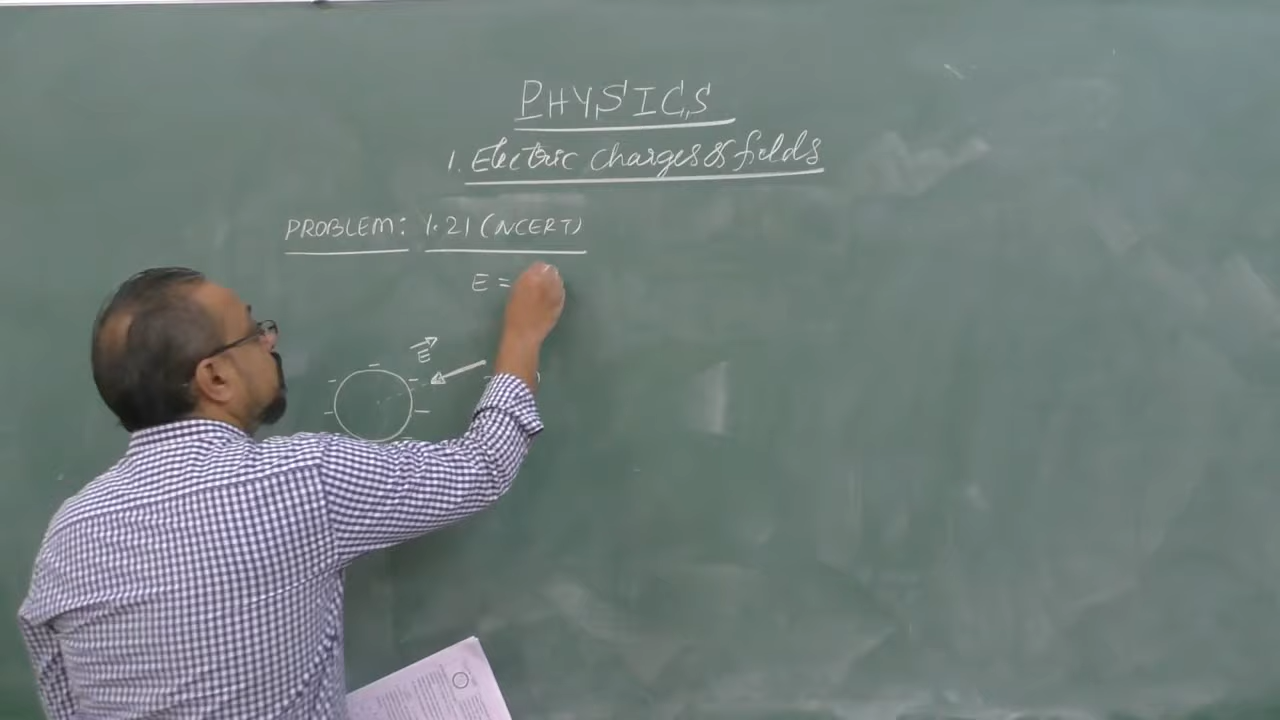 PHYSICS
1. Electric charges & fields
PROBLEM: 1.21 (NCERT)
E =
E